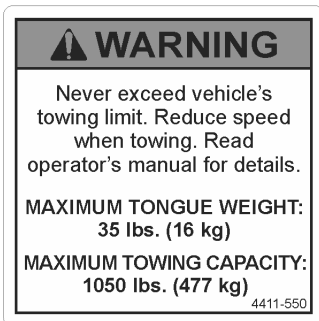 WARNING
Never exceed vehicle's
towing limit. Reduce speed
when towing. Read
operator's manual for details.
MAXIMUM TONGUE WEIGHT:
35 lbs. (16 kg)
MAXIMUM TOWING CAPACITY:
1050 lbs. (477 kg)
4411-550